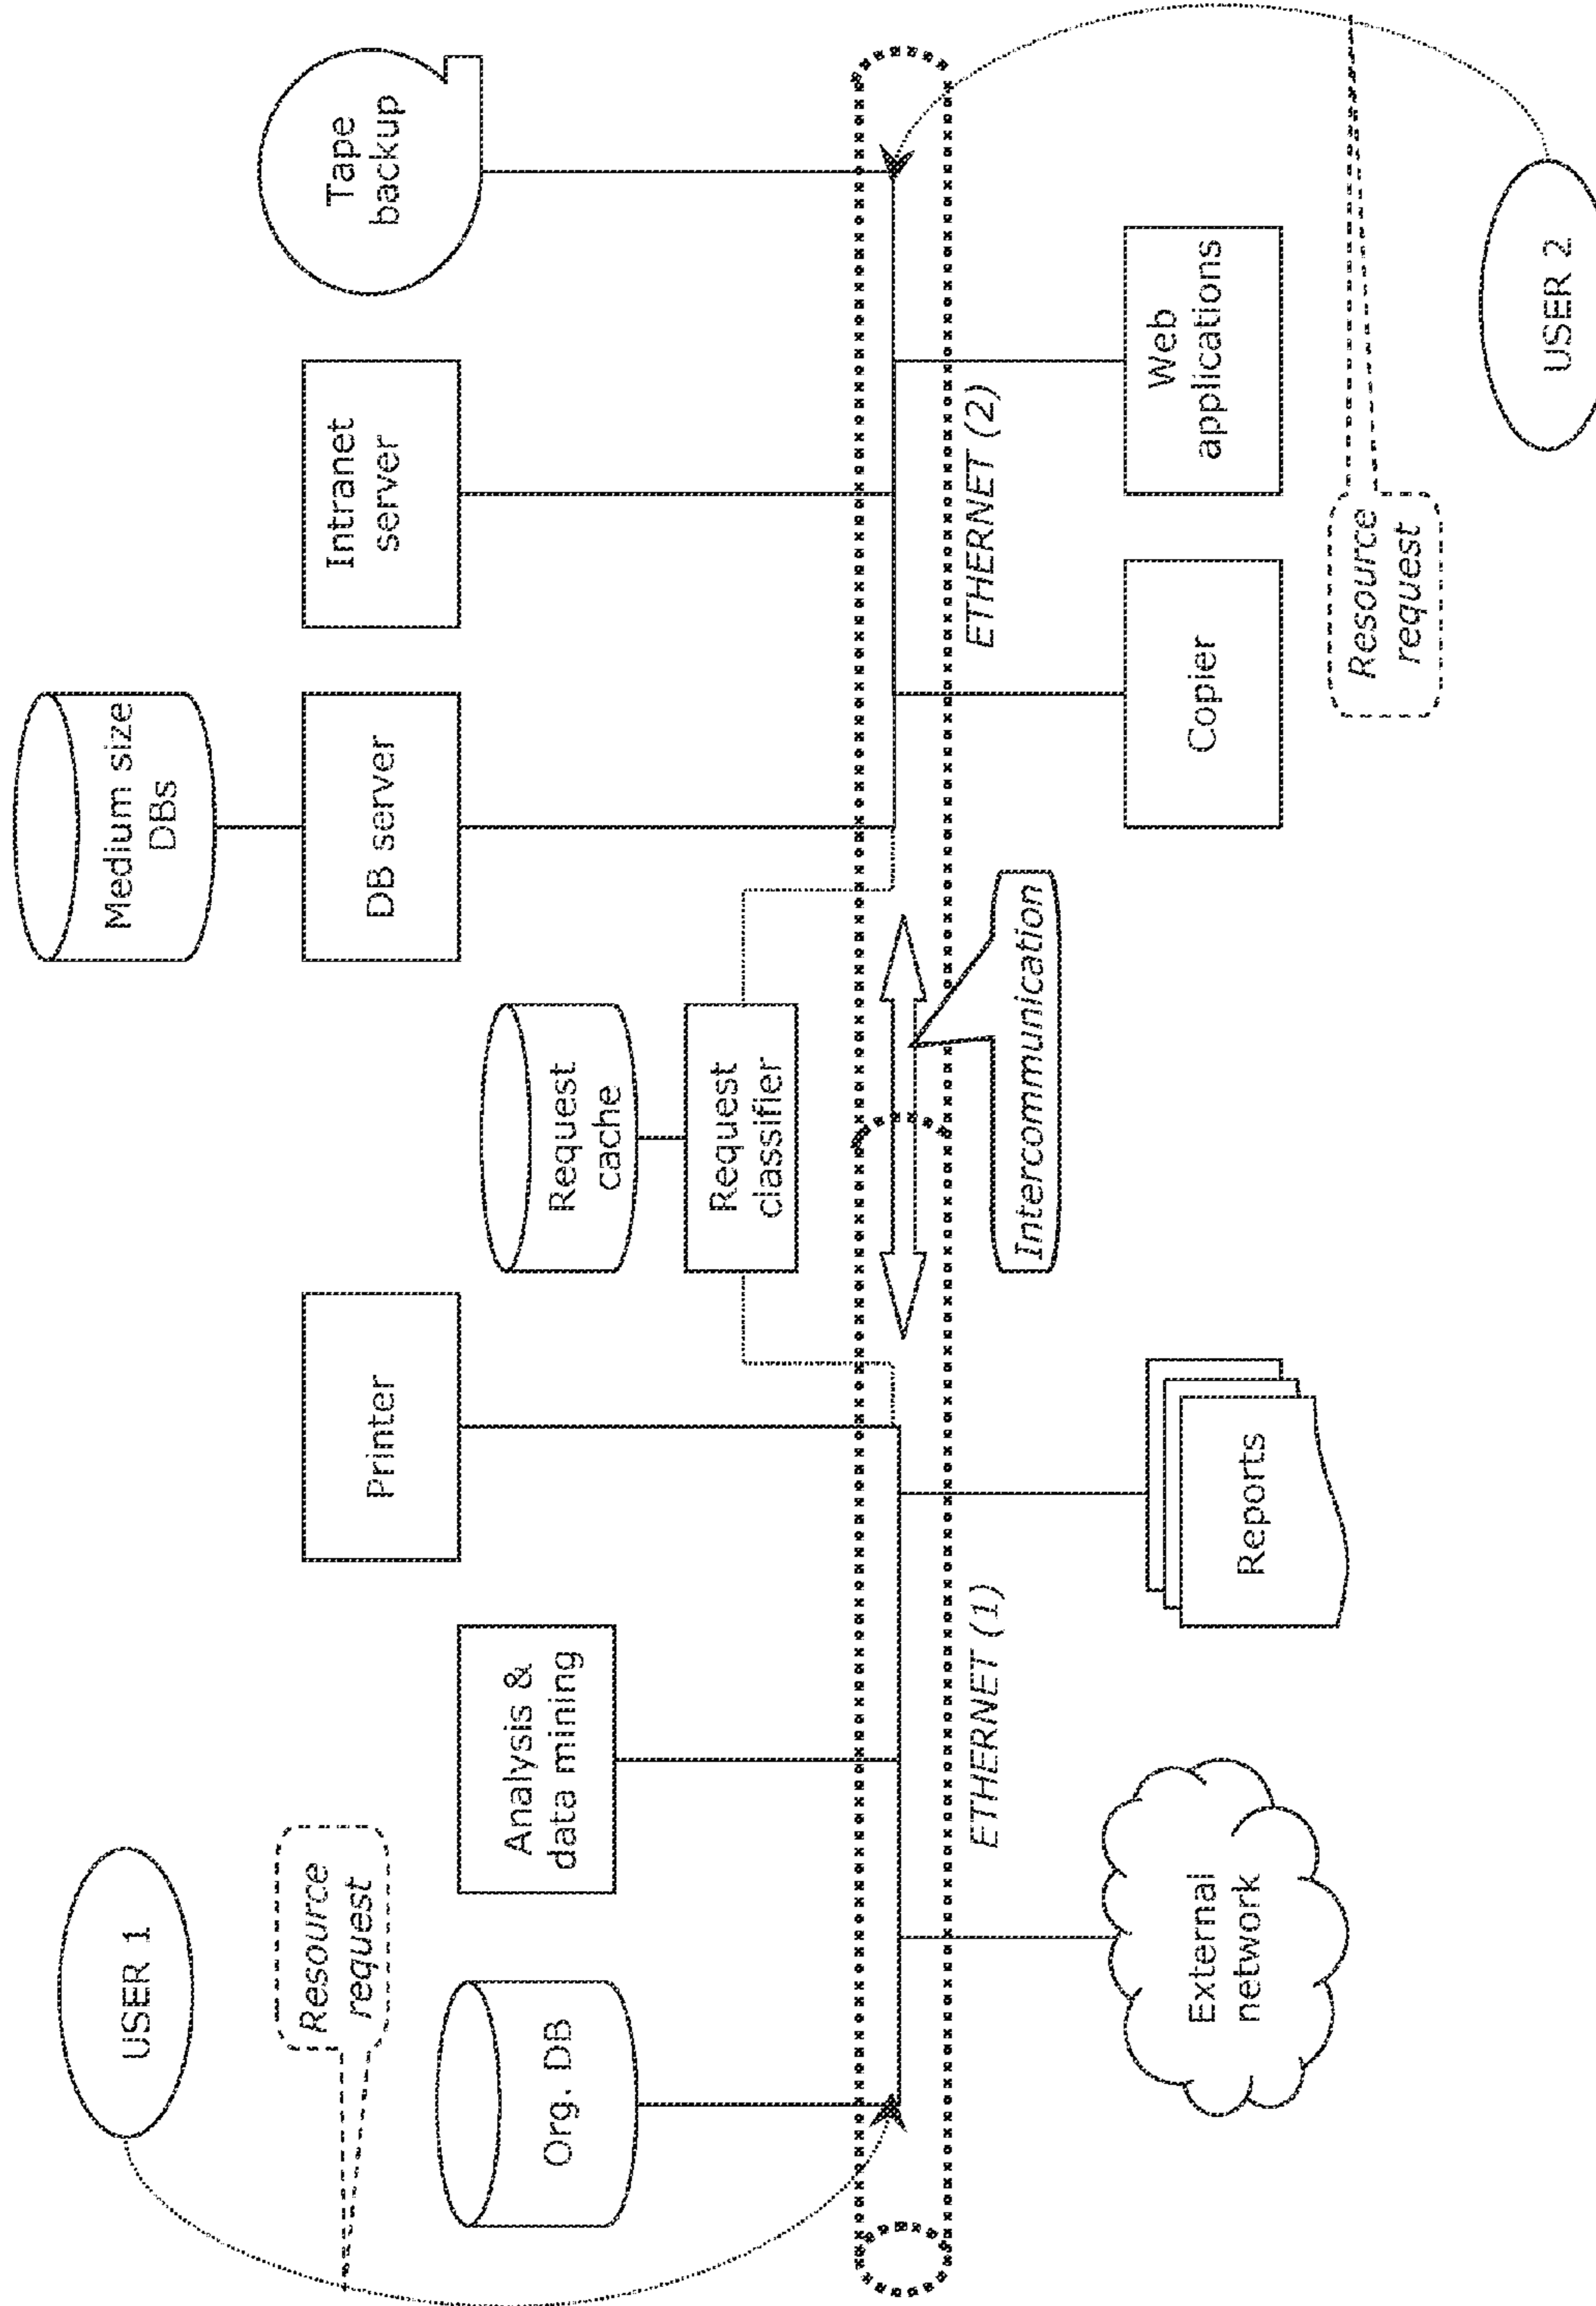 USER 1
Resource
request
Org. DB
Analysis &
data mining
Printer
Request
cache
Request
classifier
Medium size
DBs
DB server
Intranet
server
Tape
backup
ETHERNET (1)
Intercommunication
ETHERNET (2)
External
network
Reports
Copier
Web
applications
Resource
request
USER 2